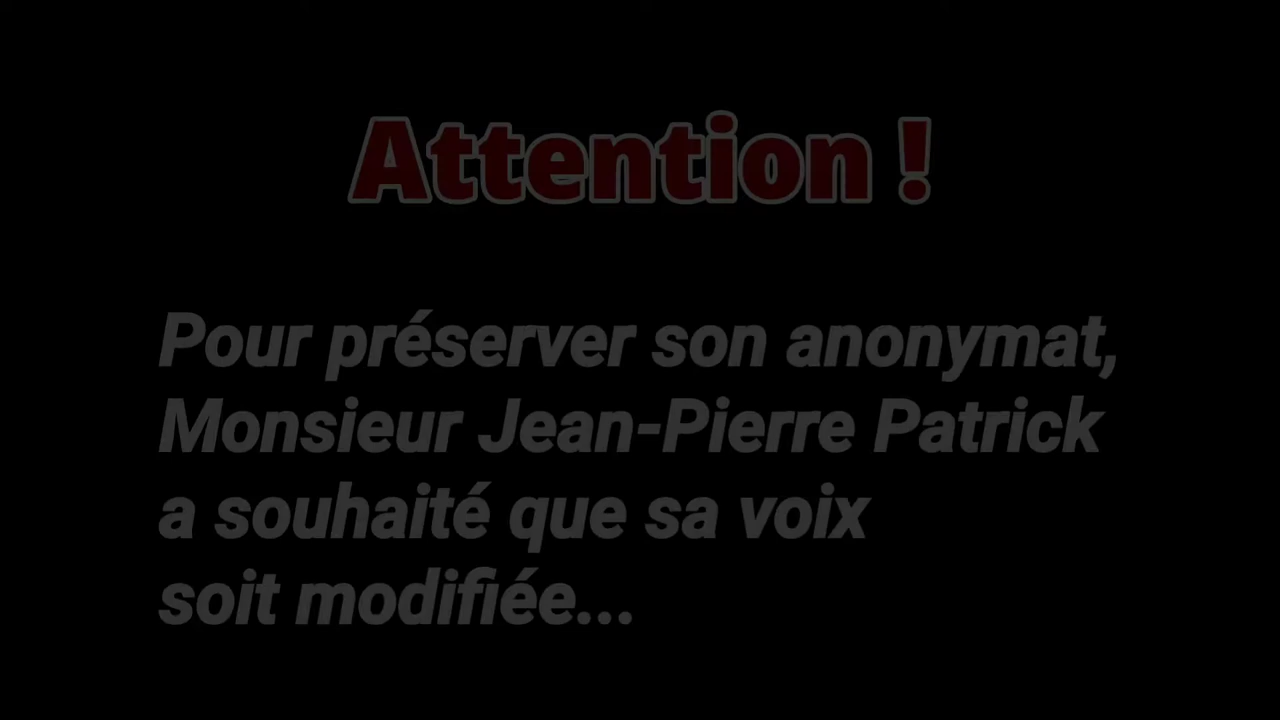 Attention !
Pour préserver son anonymat,
Monsieur Jean-Pierre Patrick
a souhaité que sa voix
soit modifiée...